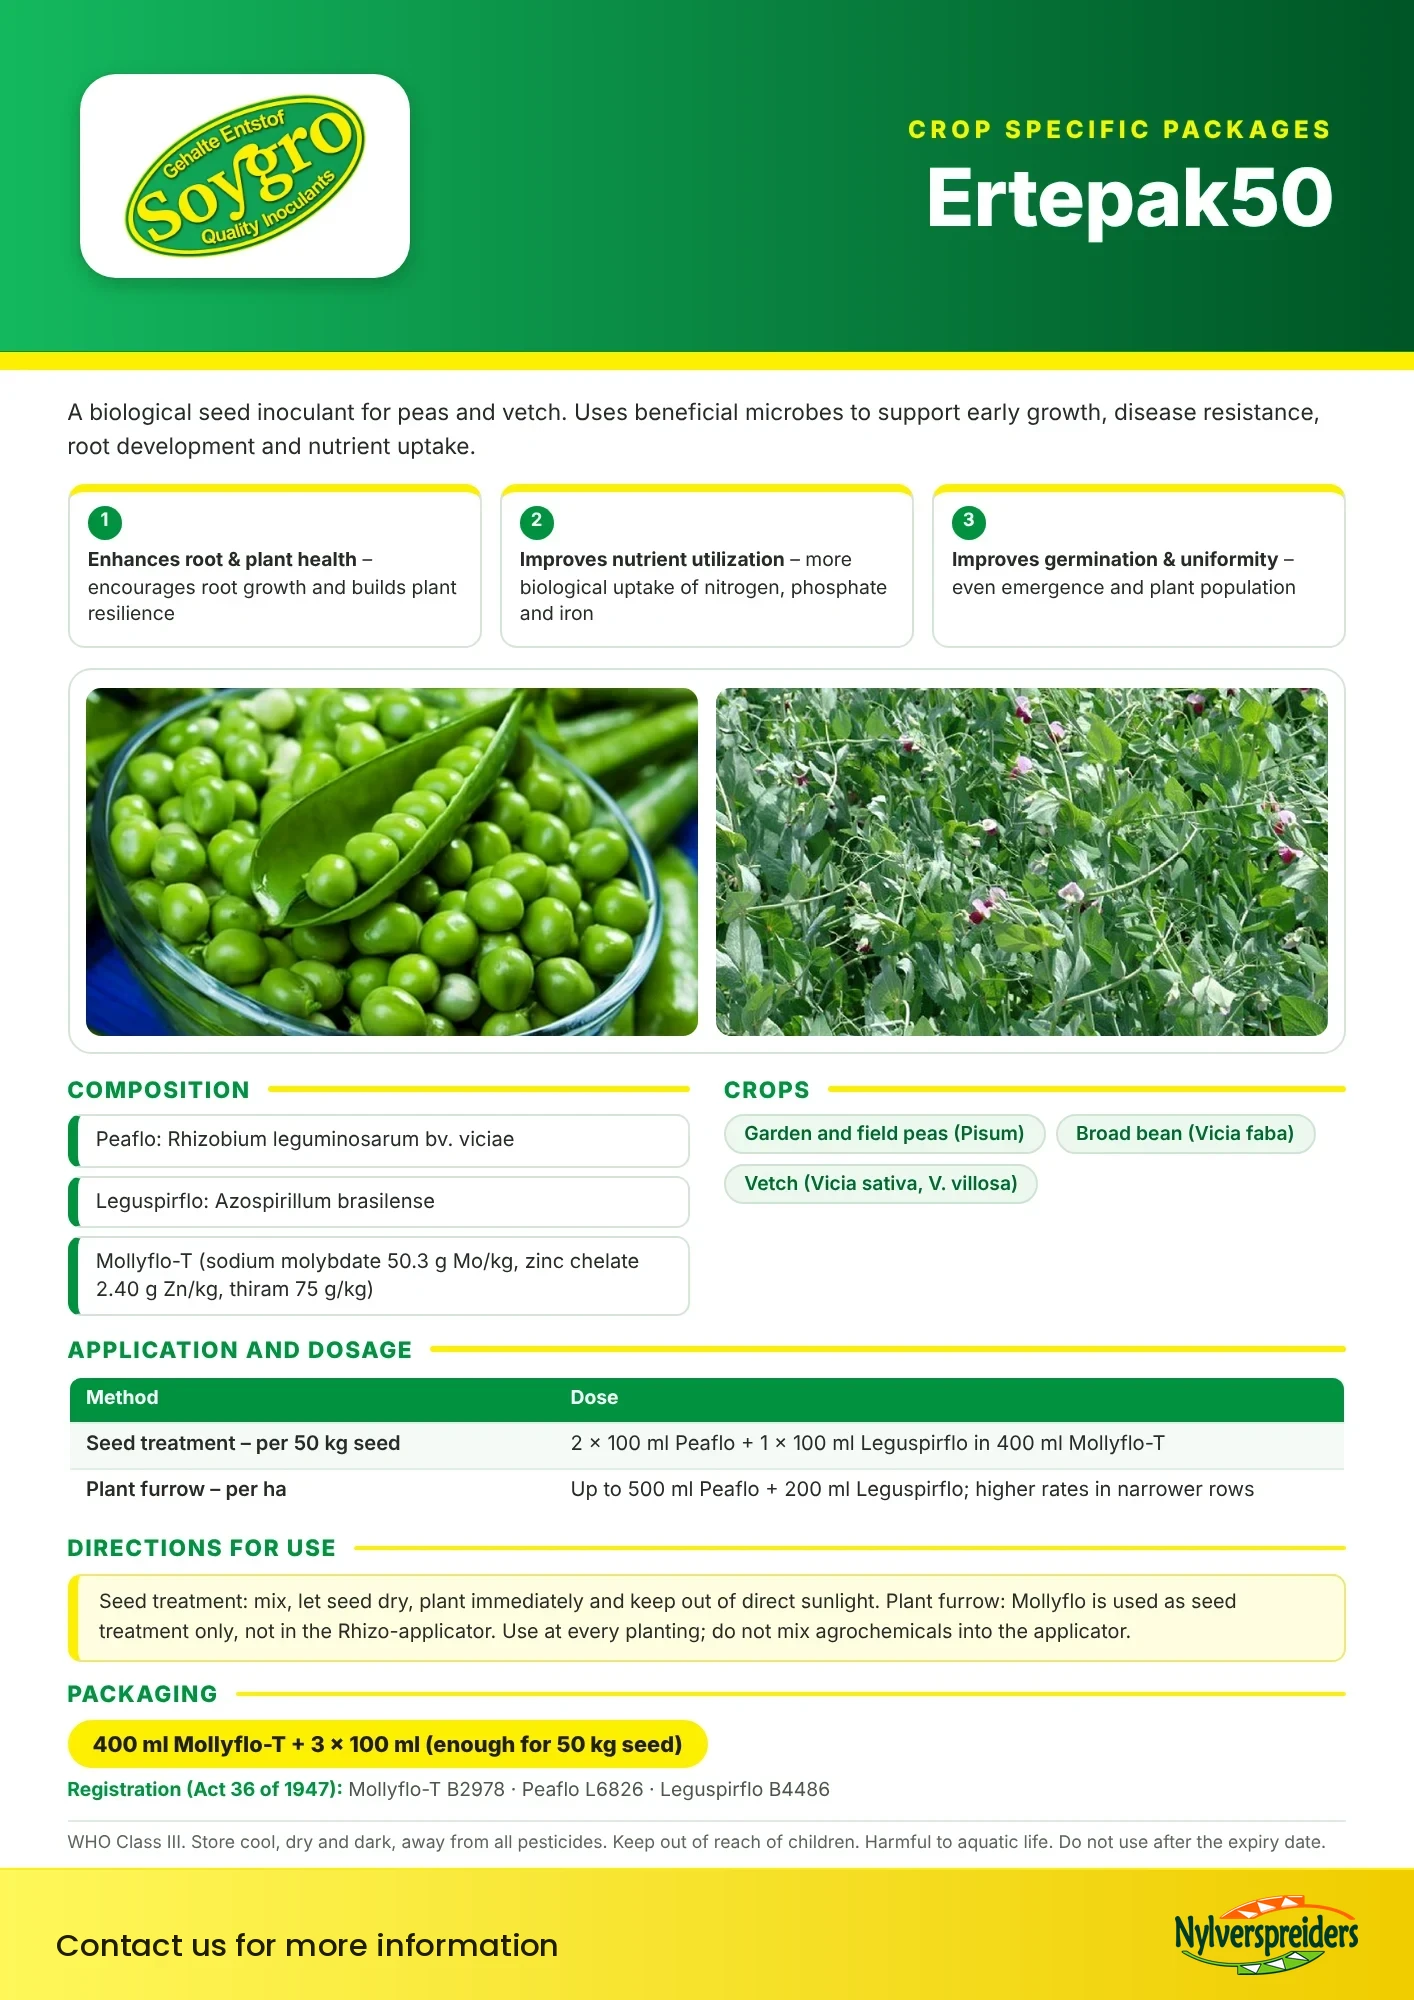 Gehalte Entstof
Soygro
Quality Inoculants
CROP SPECIFIC PACKAGES
Ertepak50
A biological seed inoculant for peas and vetch. Uses beneficial microbes to support early growth, disease resistance,
root development and nutrient uptake.
1
Enhances root & plant health –
encourages root growth and builds plant
resilience
2
Improves nutrient utilization – more
biological uptake of nitrogen, phosphate
and iron
3
Improves germination & uniformity –
even emergence and plant population
COMPOSITION
Peaflo: Rhizobium leguminosarum bv. viciae
Leguspirflo: Azospirillum brasilense
Mollyflo-T (sodium molybdate 50.3 g Mo/kg, zinc chelate
2.40 g Zn/kg, thiram 75 g/kg)
CROPS
Garden and field peas (Pisum) Broad bean (Vicia faba)
Vetch (Vicia sativa, V. villosa)
APPLICATION AND DOSAGE
Method Dose
Seed treatment – per 50 kg seed 2 × 100 ml Peaflo + 1 × 100 ml Leguspirflo in 400 ml Mollyflo-T
Plant furrow – per ha Up to 500 ml Peaflo + 200 ml Leguspirflo; higher rates in narrower rows
DIRECTIONS FOR USE
Seed treatment: mix, let seed dry, plant immediately and keep out of direct sunlight. Plant furrow: Mollyflo is used as seed
treatment only, not in the Rhizo-applicator. Use at every planting; do not mix agrochemicals into the applicator.
PACKAGING
400 ml Mollyflo-T + 3 × 100 ml (enough for 50 kg seed)
Registration (Act 36 of 1947): Mollyflo-T B2978 · Peaflo L6826 · Leguspirflo B4486
WHO Class III. Store cool, dry and dark, away from all pesticides. Keep out of reach of children. Harmful to aquatic life. Do not use after the expiry date.
Contact us for more information
Nylverspreiders